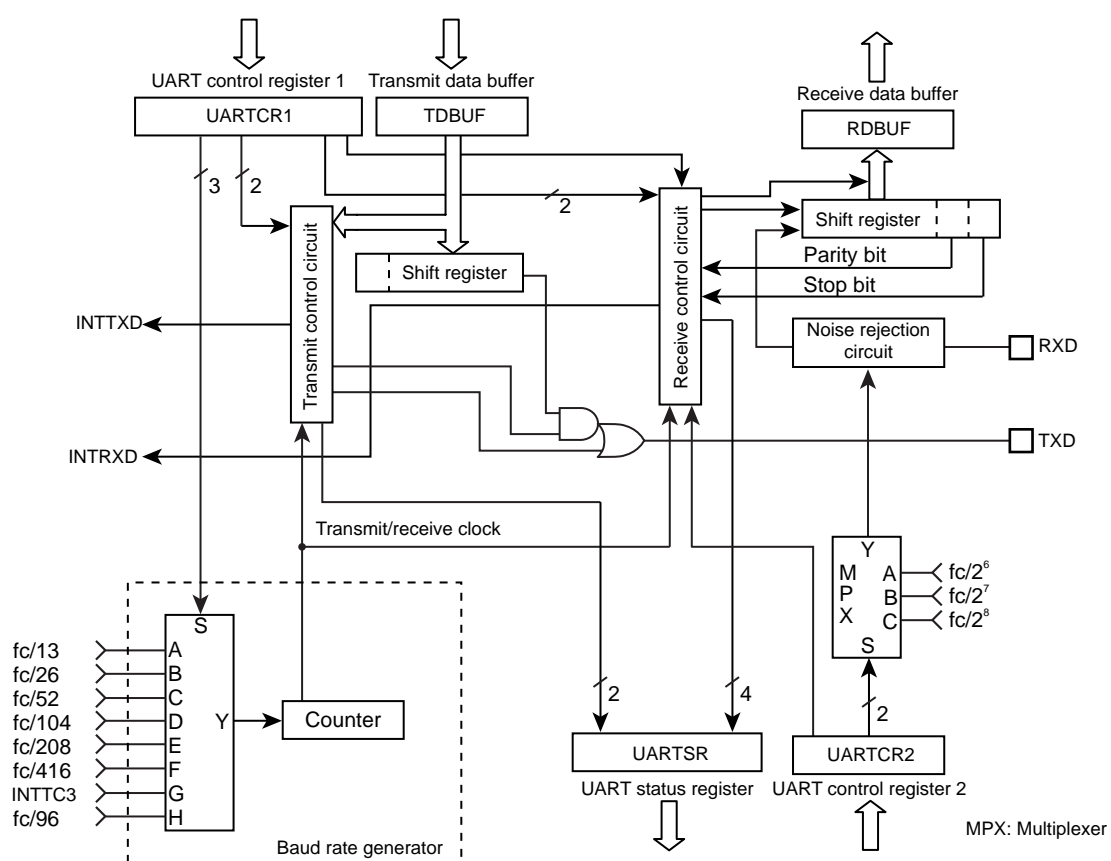 UART control register 1
Transmit data buffer
Receive data buffer
UARTCR1
TDBUF
RDBUF
3
2
2
Transmit control circuit
Shift register
Receive control circuit
Shift register
Parity bit
Stop bit
INTTXD
Noise rejection
circuit
RXD
INTRXD
TXD
Transmit/receive clock
Y
M
P
X
A
B
C
S
fc/2⁶
fc/2⁷
fc/2⁸
S
fc/13
A
fc/26
B
fc/52
C
fc/104
D
fc/208
E
fc/416
F
INTTC3
G
fc/96
H
Y
Counter
2
4
2
UARTSR
UARTCR2
UART status register
UART control register 2
MPX: Multiplexer
Baud rate generator